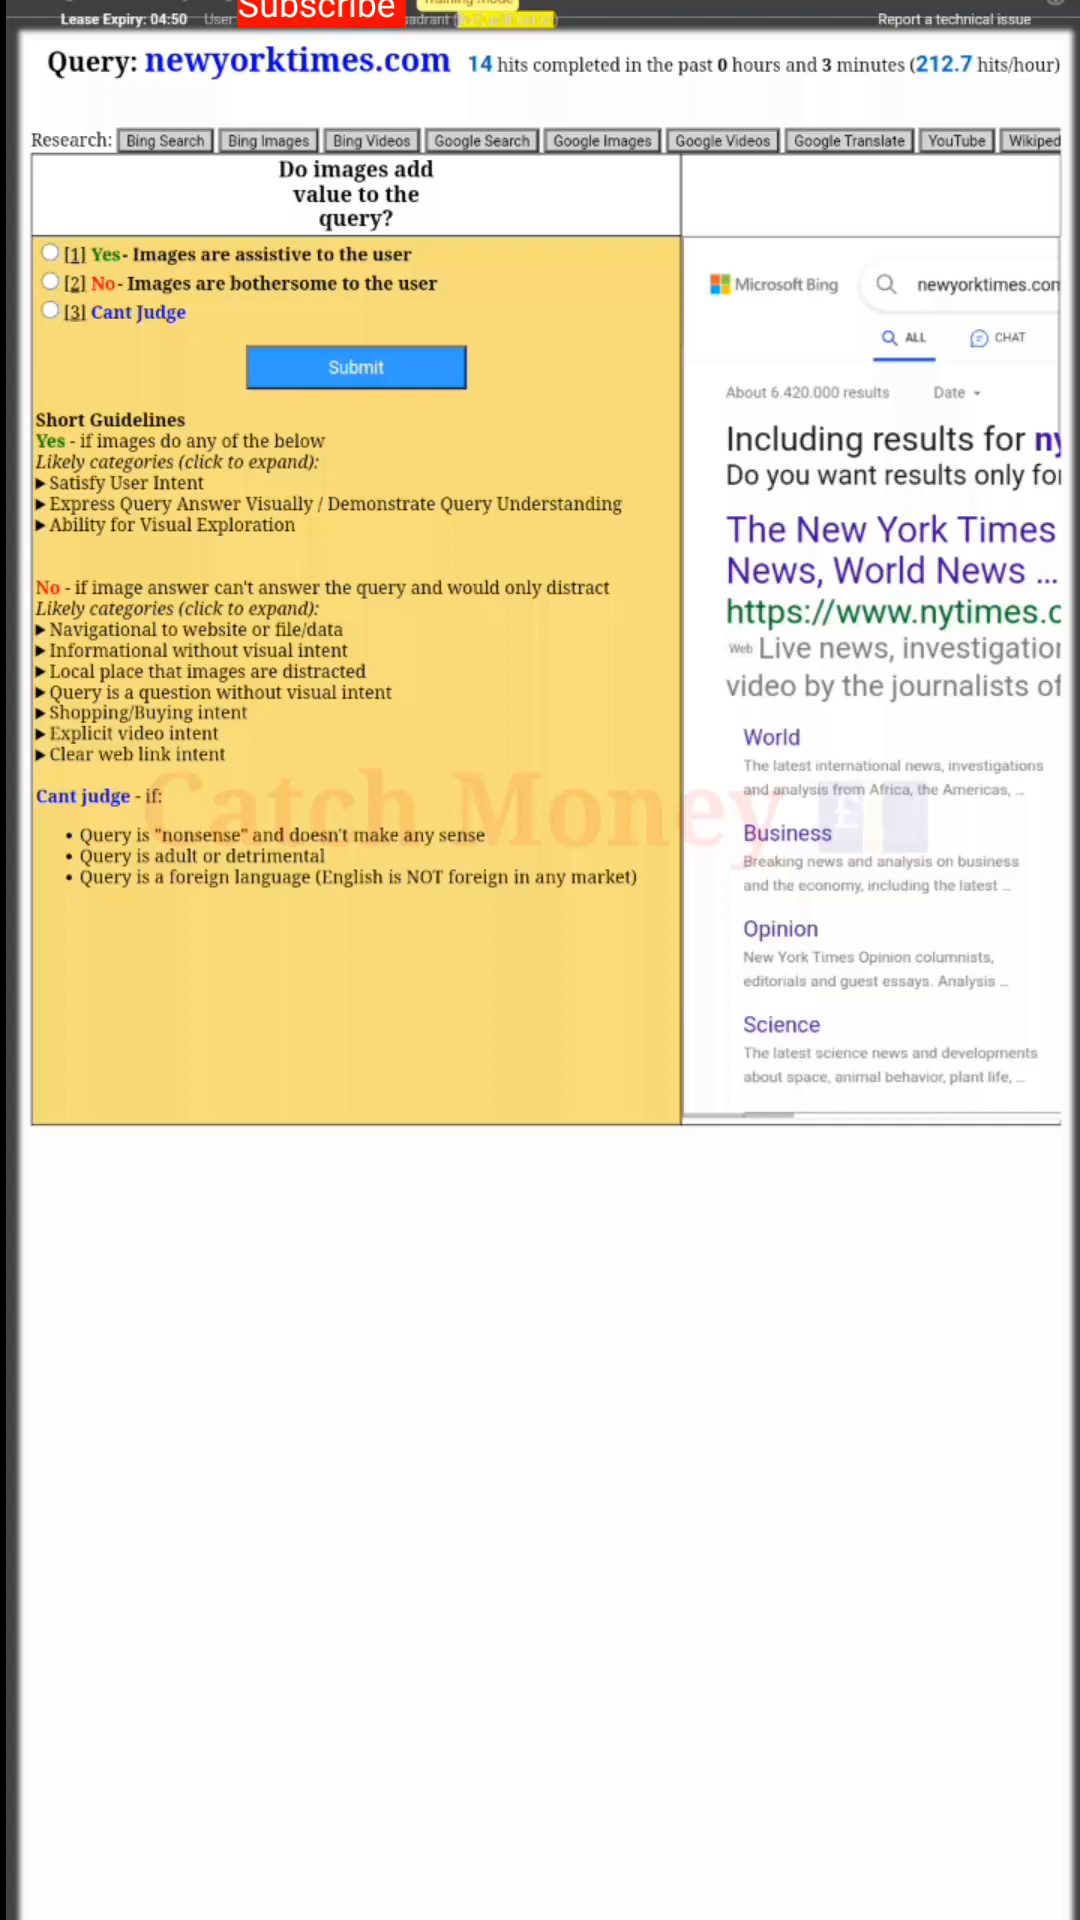 Subscribe
Training mode
Lease Expiry: 04:50 User: adrant (In Qualification) Report a technical issue
Query: newyorktimes.com 14 hits completed in the past 0 hours and 3 minutes (212.7 hits/hour)
Research: Bing Search Bing Images Bing Videos Google Search Google Images Google Videos Google Translate YouTube Wikiped
Do images add
value to the
query?
[1] Yes- Images are assistive to the user
[2] No- Images are bothersome to the user
[3] Cant Judge
Submit
Short Guidelines
Yes - if images do any of the below
Likely categories (click to expand):
▶Satisfy User Intent
▶Express Query Answer Visually / Demonstrate Query Understanding
▶Ability for Visual Exploration
No - if image answer can't answer the query and would only distract
Likely categories (click to expand):
▶Navigational to website or file/data
▶Informational without visual intent
▶Local place that images are distracted
▶Query is a question without visual intent
▶Shopping/Buying intent
▶Explicit video intent
▶Clear web link intent
Cant judge - if:
• Query is "nonsense" and doesn't make any sense
• Query is adult or detrimental
• Query is a foreign language (English is NOT foreign in any market)
Catch Money £
Microsoft Bing newyorktimes.con
ALL CHAT
About 6.420.000 results Date
Including results for ny
Do you want results only for
The New York Times
News, World News ...
https://www.nytimes.c
Web Live news, investigation
video by the journalists of
World
The latest international news, investigations
and analysis from Africa, the Americas, ...
Business
Breaking news and analysis on business
and the economy, including the latest ...
Opinion
New York Times Opinion columnists,
editorials and guest essays. Analysis ...
Science
The latest science news and developments
about space, animal behavior, plant life, ...